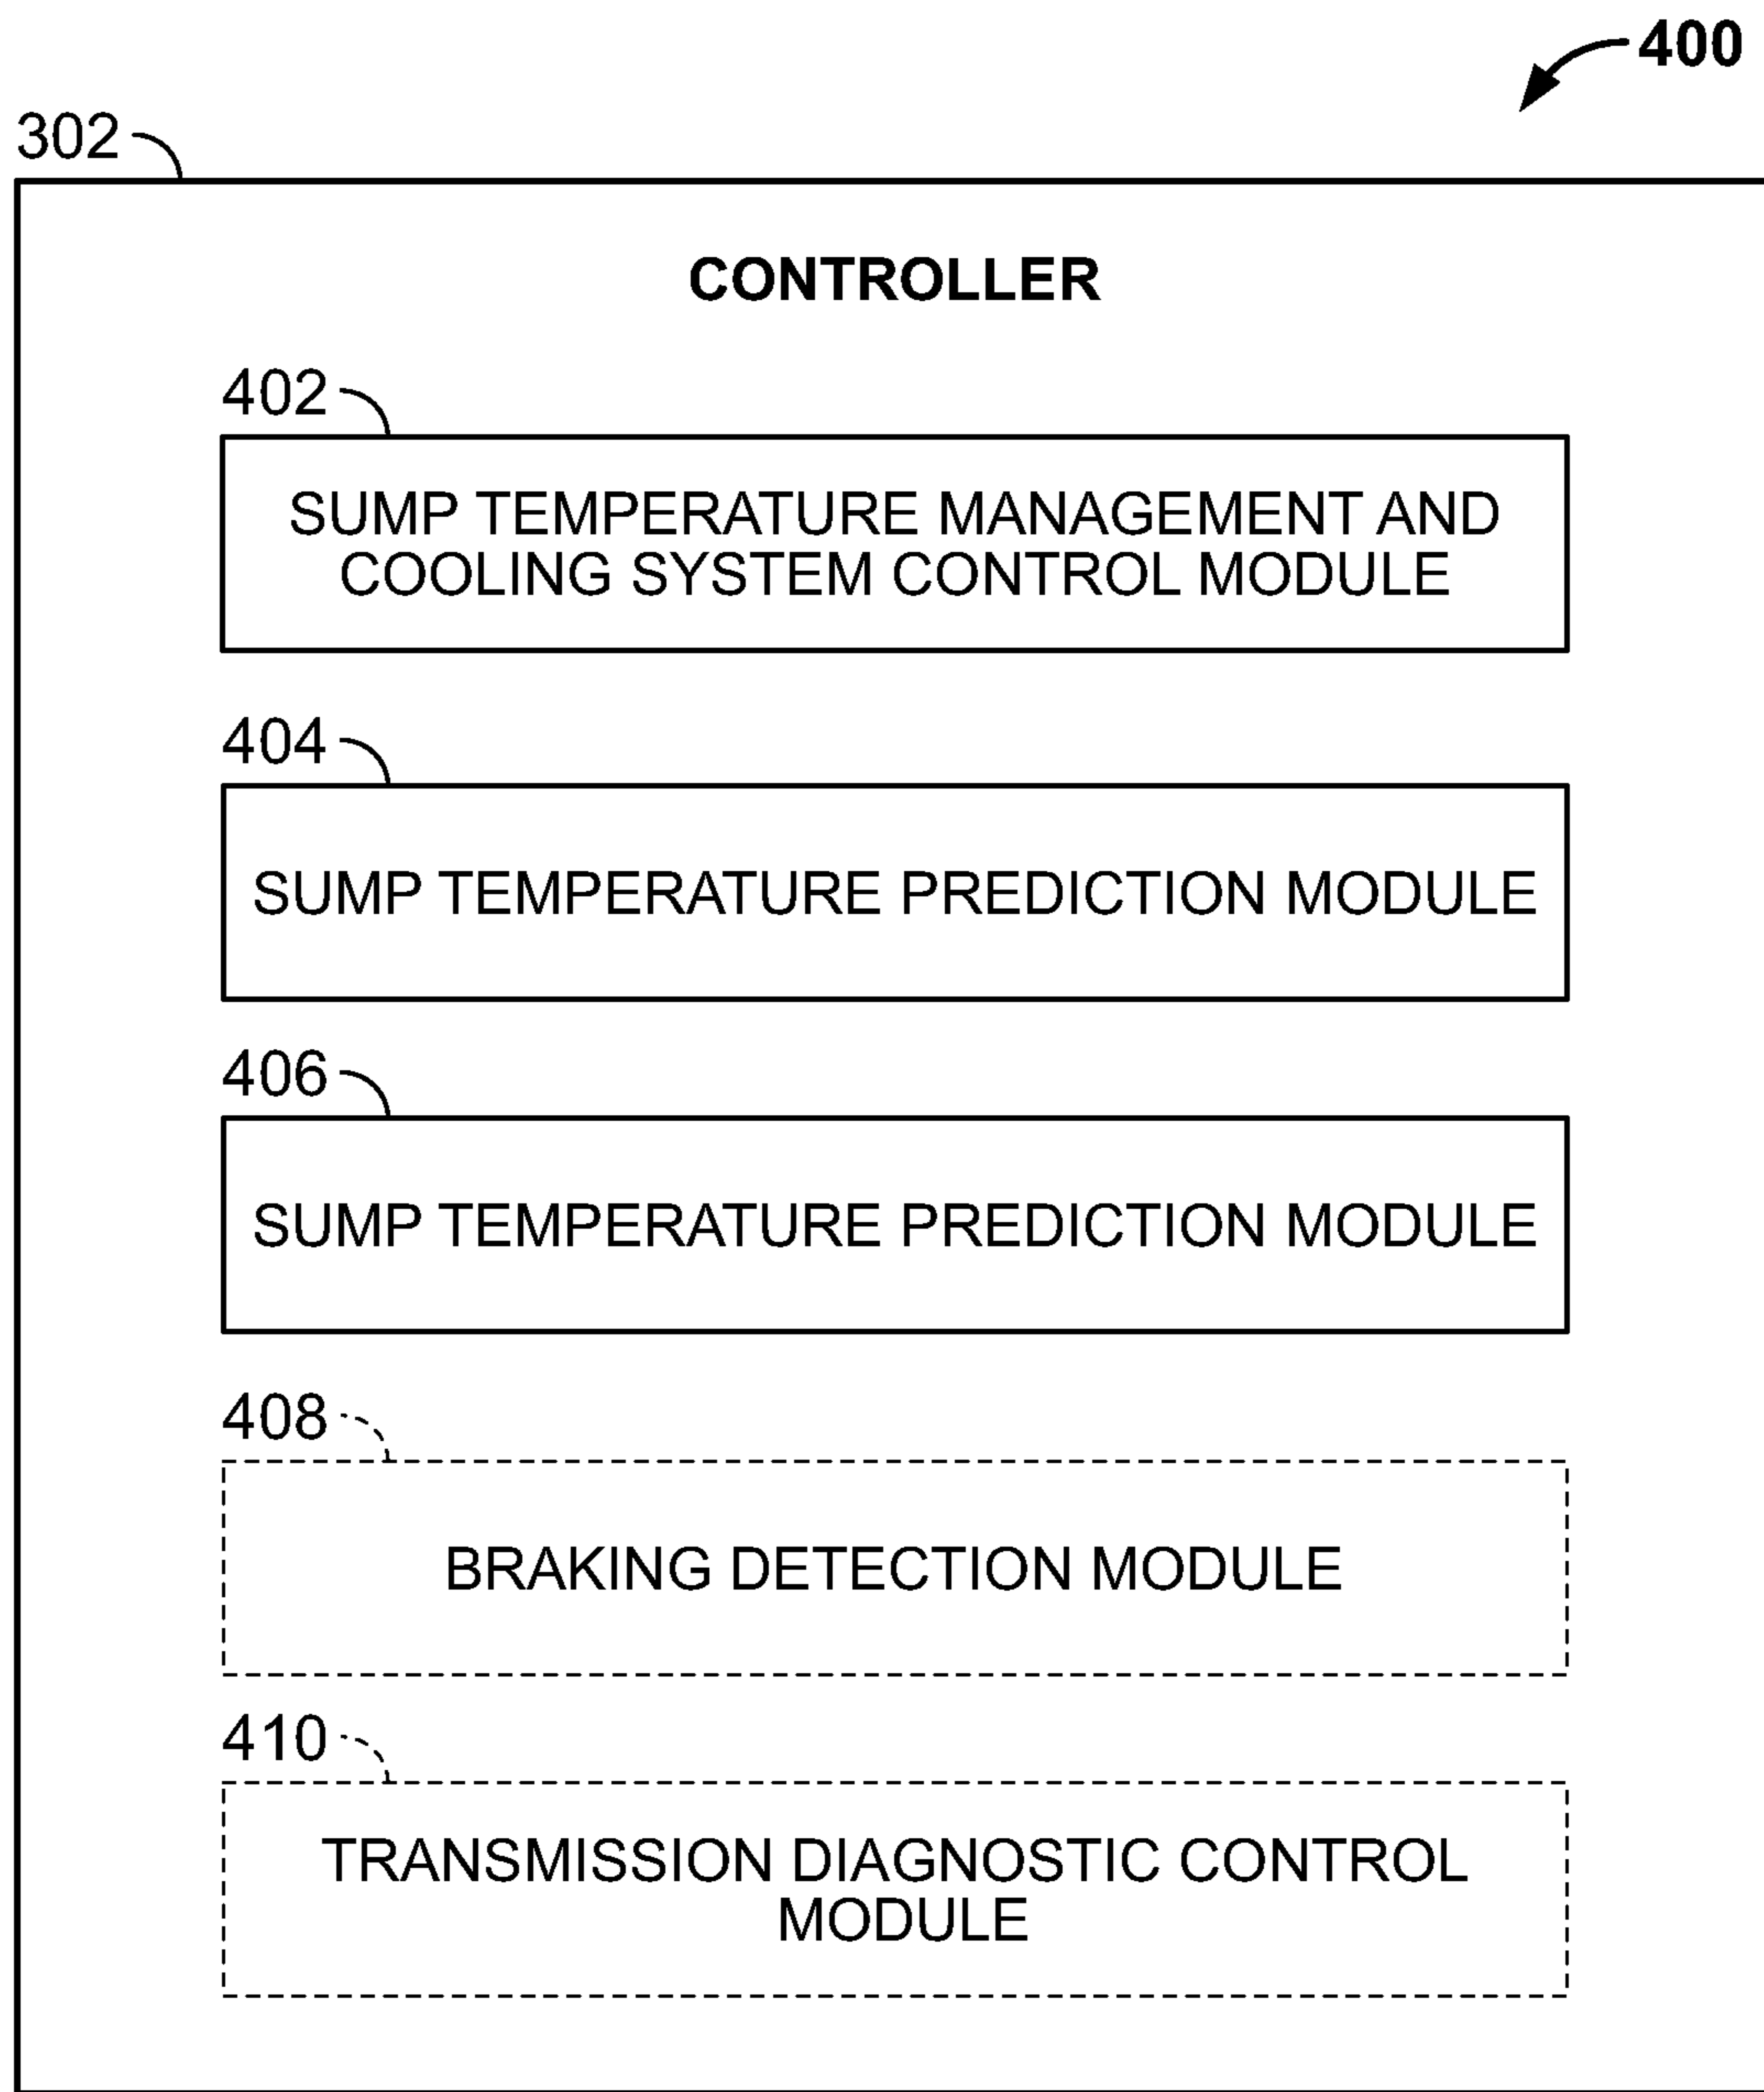 400
302
CONTROLLER
402
SUMP TEMPERATURE MANAGEMENT AND
COOLING SYSTEM CONTROL MODULE
404
SUMP TEMPERATURE PREDICTION MODULE
406
SUMP TEMPERATURE PREDICTION MODULE
408
BRAKING DETECTION MODULE
410
TRANSMISSION DIAGNOSTIC CONTROL
MODULE